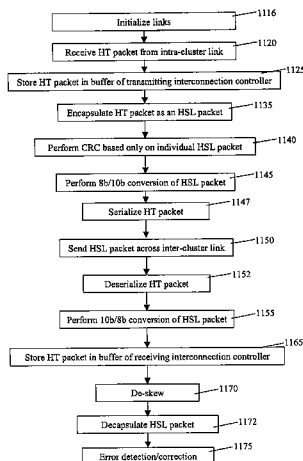 Initialize links
1116
Receive HT packet from intra-cluster link
1120
Store HT packet in buffer of transmitting interconnection controller
1125
Encapsulate HT packet as an HSL packet
1135
Perform CRC based only on individual HSL packet
1140
Perform 8b/10b conversion of HSL packet
1145
Serialize HT packet
1147
Send HSL packet across inter-cluster link
1150
Deserialize HT packet
1152
Perform 10b/8b conversion of HSL packet
1155
Store HT packet in buffer of receiving interconnection controller
1165
De-skew
1170
Decapsulate HSL packet
1172
Error detection/correction
1175